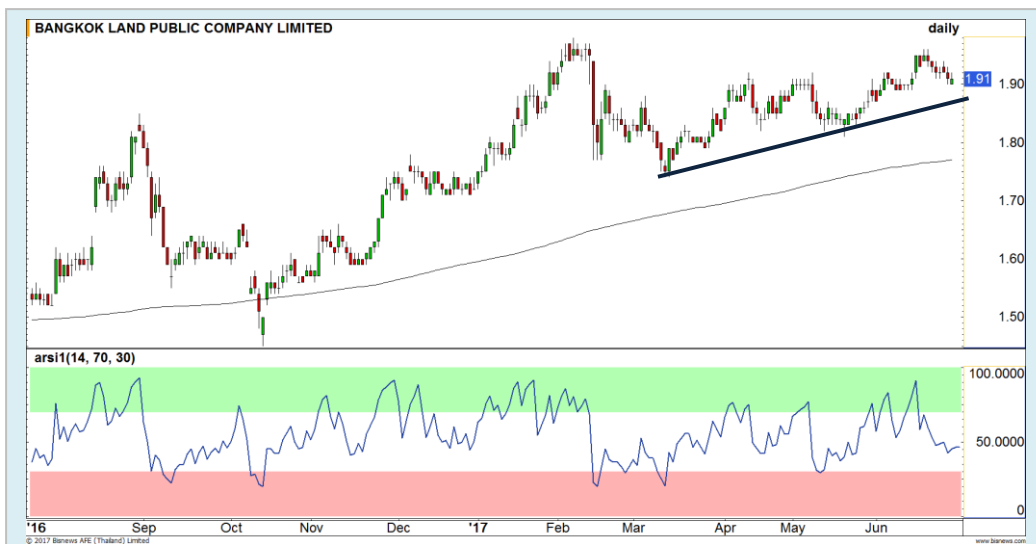 BANGKOK LAND PUBLIC COMPANY LIMITED daily
1.91
1.90
1.80
1.70
1.60
1.50
arsi1(14, 70, 30)
100.0000
50.0000
0
'16 Sep Oct Nov Dec '17 Feb Mar Apr May Jun
© 2017 Bisnews AFE (Thailand) Limited www.bisnews.com